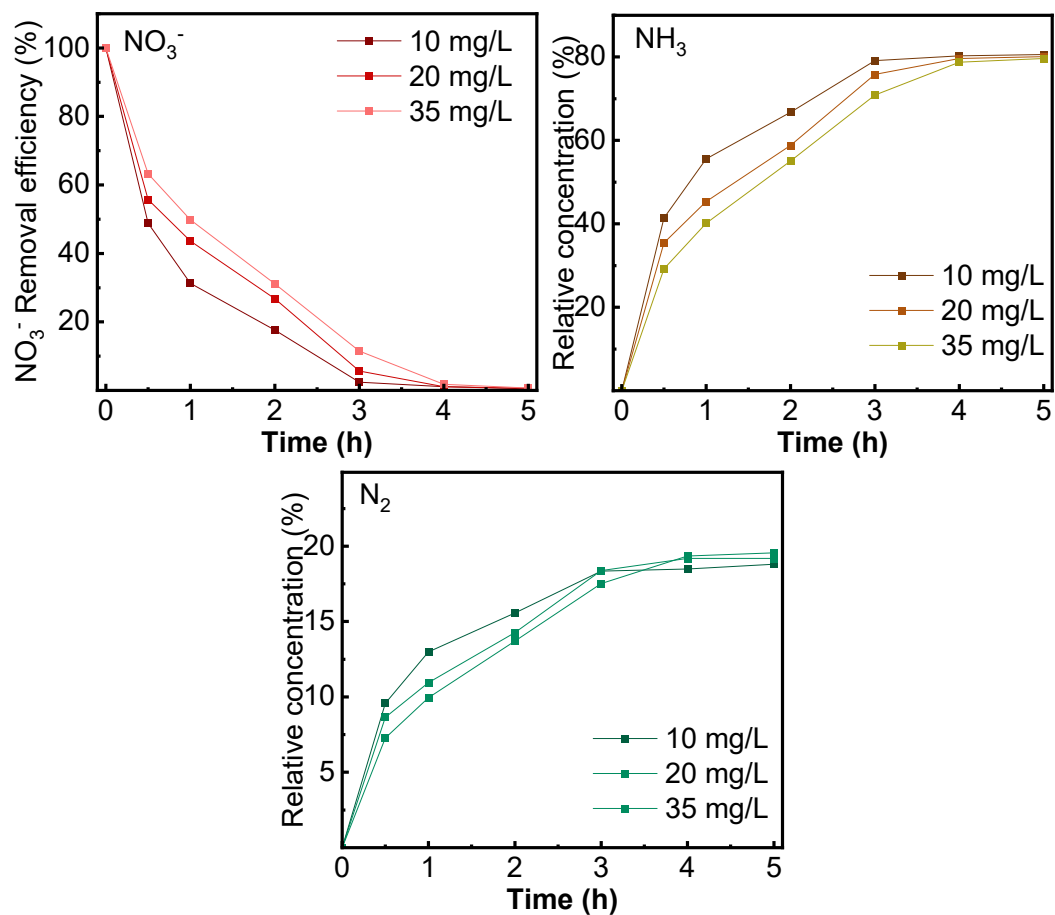 NO₃⁻
10 mg/L
20 mg/L
35 mg/L
NO₃⁻ Removal efficiency (%)
100
80
60
40
20
0 1 2 3 4 5
Time (h)
NH₃
10 mg/L
20 mg/L
35 mg/L
Relative concentration (%)
80
60
40
20
0 1 2 3 4 5
Time (h)
N₂
10 mg/L
20 mg/L
35 mg/L
Relative concentration (%)
20
15
10
5
0 1 2 3 4 5
Time (h)